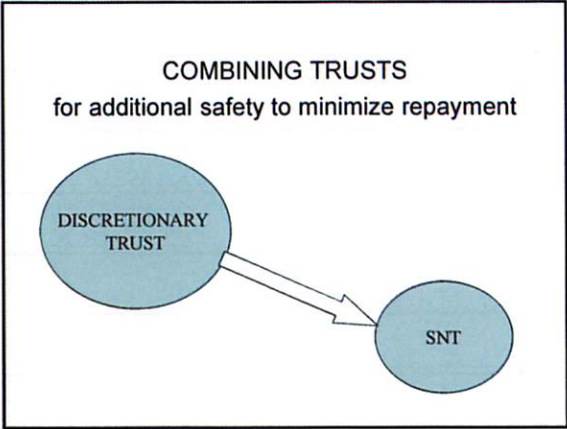 COMBINING TRUSTS
for additional safety to minimize repayment
DISCRETIONARY
TRUST
SNT